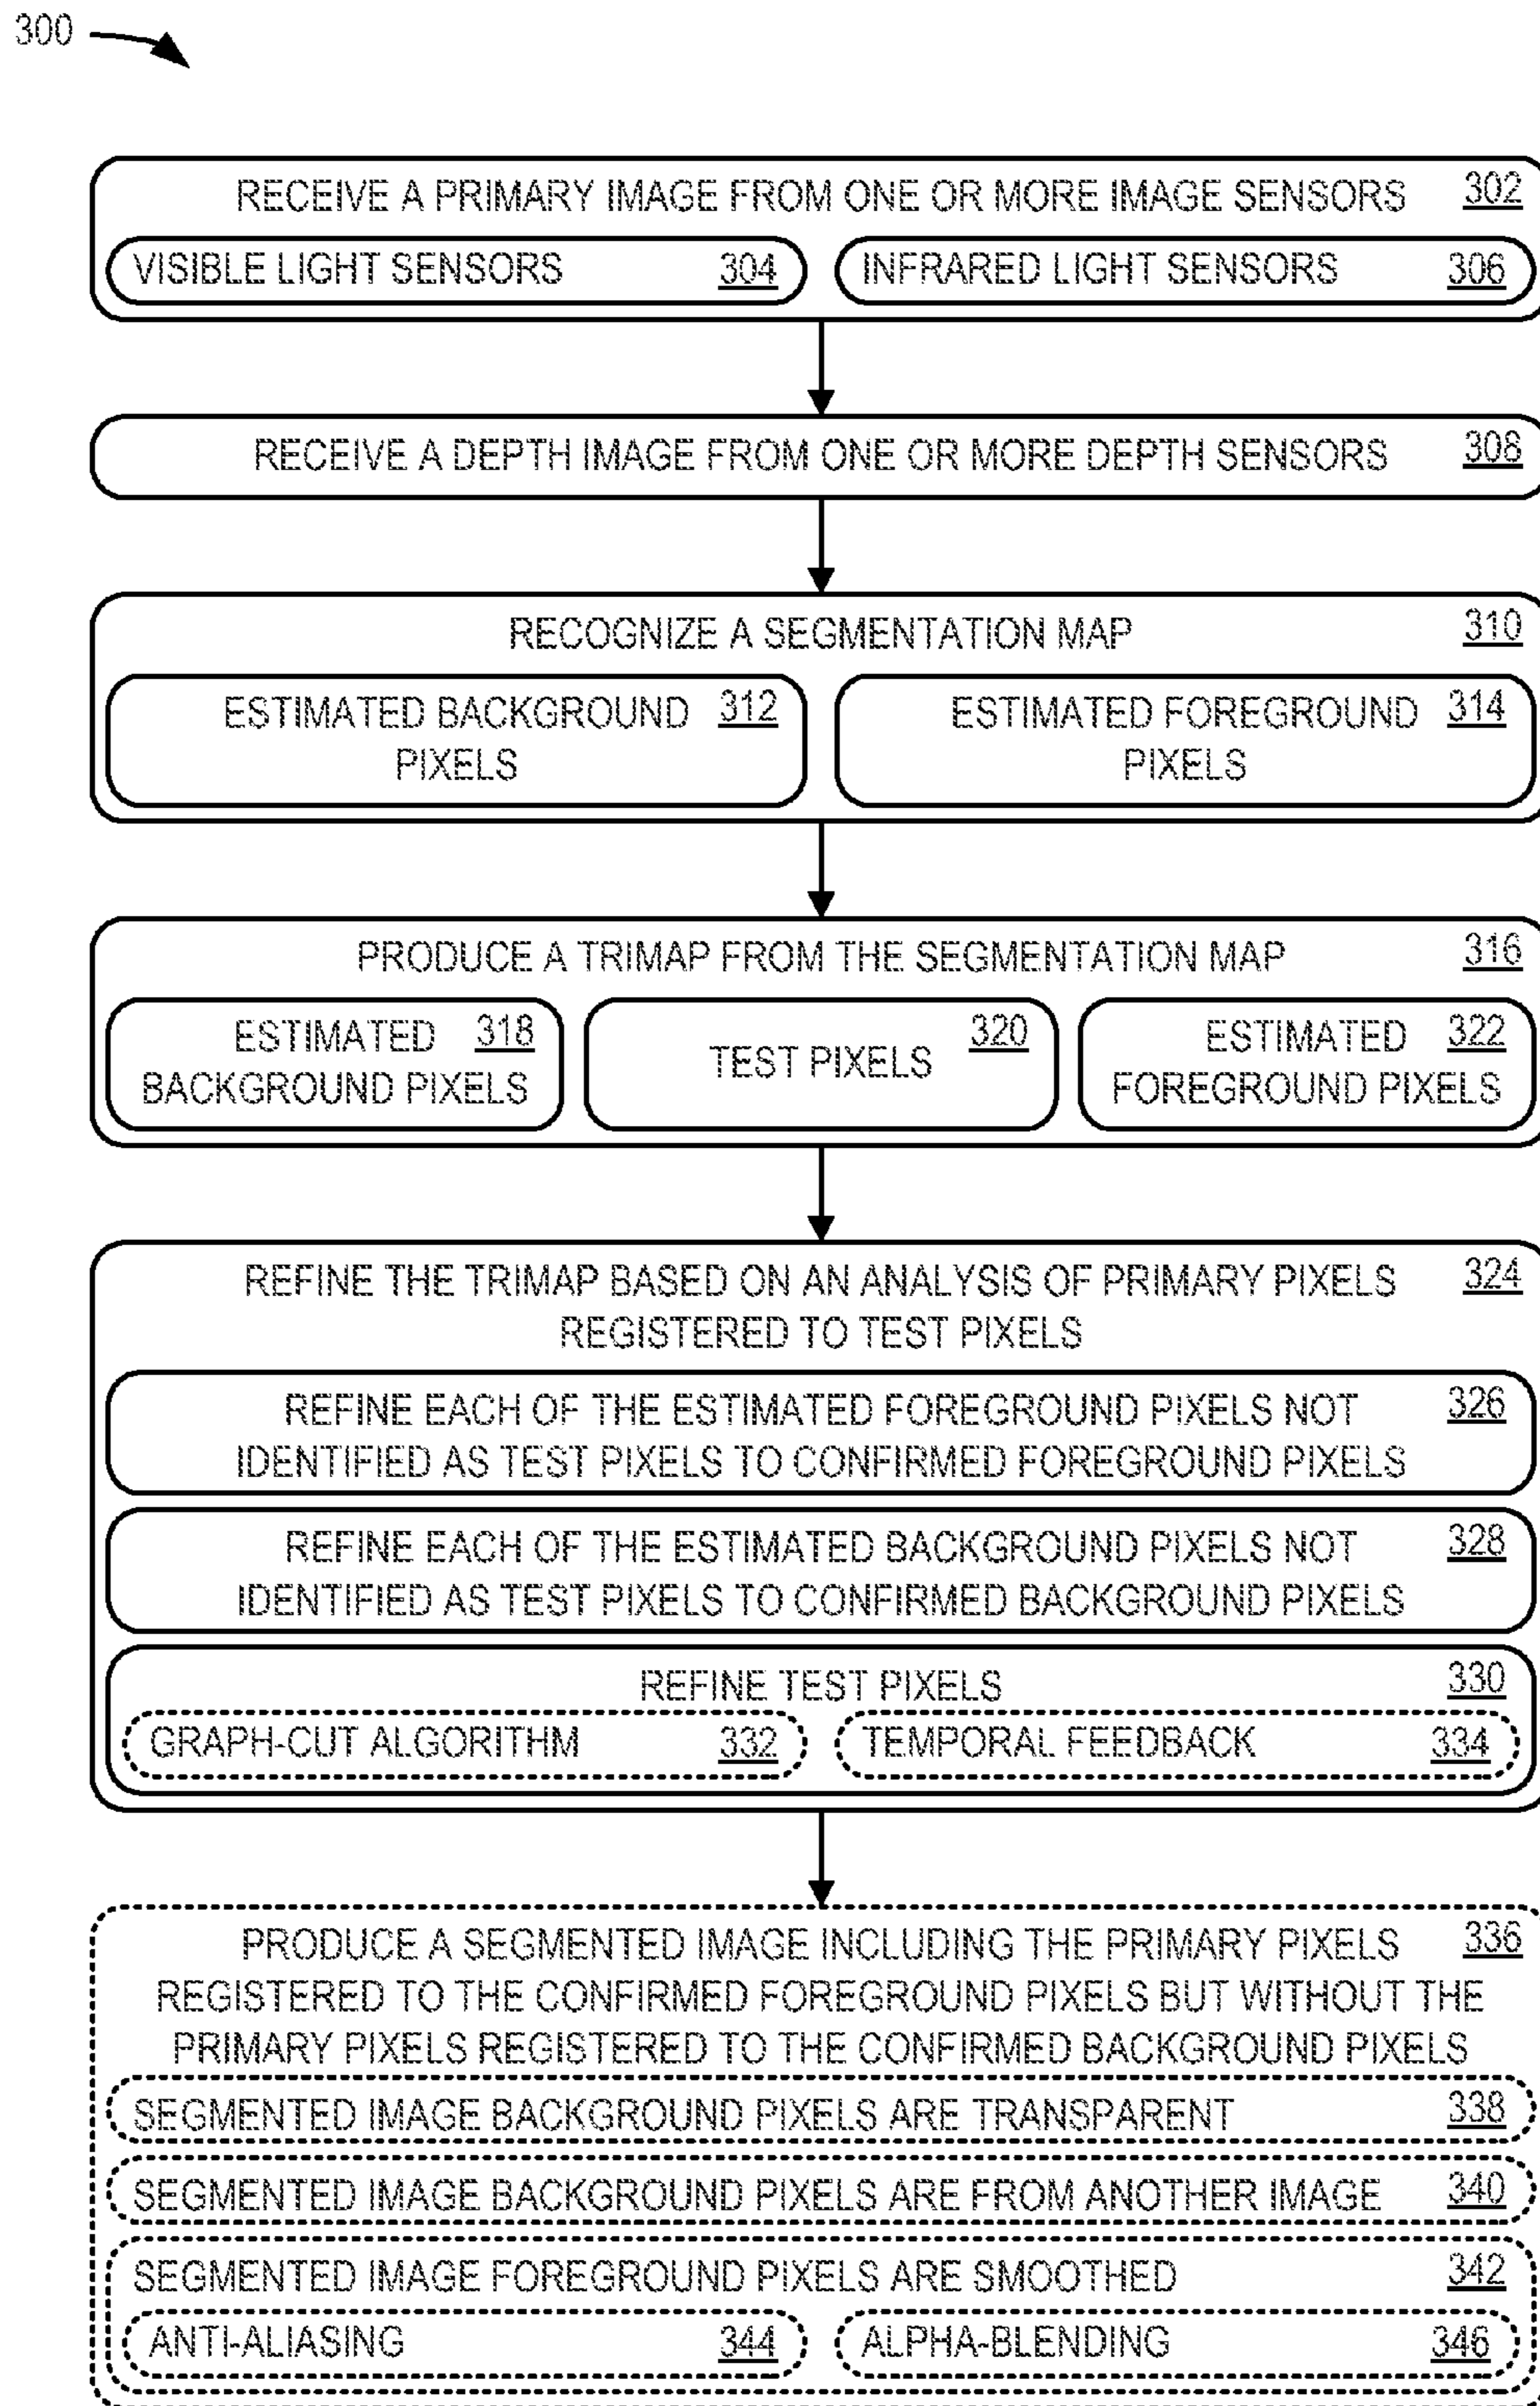 300
RECEIVE A PRIMARY IMAGE FROM ONE OR MORE IMAGE SENSORS 302
VISIBLE LIGHT SENSORS 304
INFRARED LIGHT SENSORS 306
RECEIVE A DEPTH IMAGE FROM ONE OR MORE DEPTH SENSORS 308
RECOGNIZE A SEGMENTATION MAP 310
ESTIMATED BACKGROUND 312
PIXELS
ESTIMATED FOREGROUND 314
PIXELS
PRODUCE A TRIMAP FROM THE SEGMENTATION MAP 316
ESTIMATED 318
BACKGROUND PIXELS
TEST PIXELS 320
ESTIMATED 322
FOREGROUND PIXELS
REFINE THE TRIMAP BASED ON AN ANALYSIS OF PRIMARY PIXELS 324
REGISTERED TO TEST PIXELS
REFINE EACH OF THE ESTIMATED FOREGROUND PIXELS NOT 326
IDENTIFIED AS TEST PIXELS TO CONFIRMED FOREGROUND PIXELS
REFINE EACH OF THE ESTIMATED BACKGROUND PIXELS NOT 328
IDENTIFIED AS TEST PIXELS TO CONFIRMED BACKGROUND PIXELS
REFINE TEST PIXELS 330
GRAPH-CUT ALGORITHM 332
TEMPORAL FEEDBACK 334
PRODUCE A SEGMENTED IMAGE INCLUDING THE PRIMARY PIXELS 336
REGISTERED TO THE CONFIRMED FOREGROUND PIXELS BUT WITHOUT THE
PRIMARY PIXELS REGISTERED TO THE CONFIRMED BACKGROUND PIXELS
SEGMENTED IMAGE BACKGROUND PIXELS ARE TRANSPARENT 338
SEGMENTED IMAGE BACKGROUND PIXELS ARE FROM ANOTHER IMAGE 340
SEGMENTED IMAGE FOREGROUND PIXELS ARE SMOOTHED 342
ANTI-ALIASING 344
ALPHA-BLENDING 346